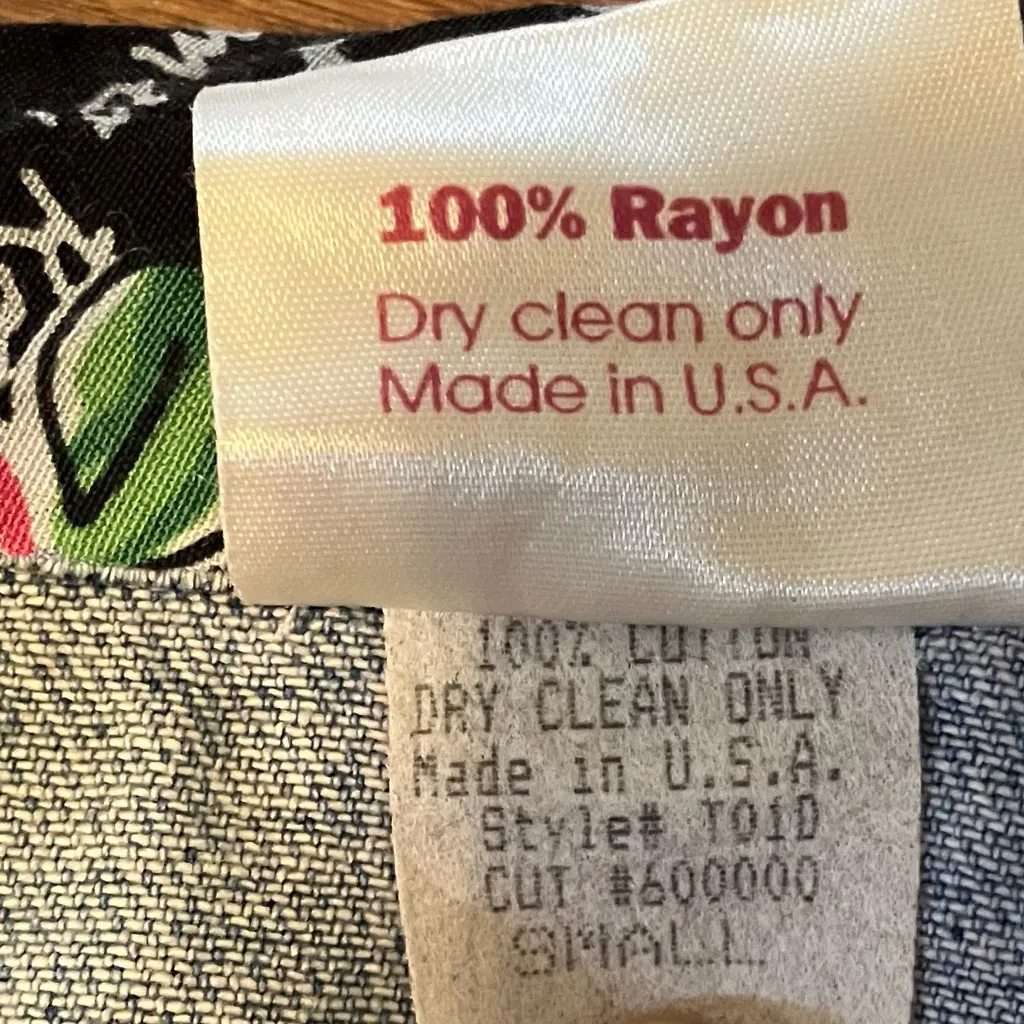 100% Rayon
Dry clean only
Made in U.S.A.
100% COTTON
DRY CLEAN ONLY
Made in U.S.A.
Style# T01D
CUT #600000
SMALL